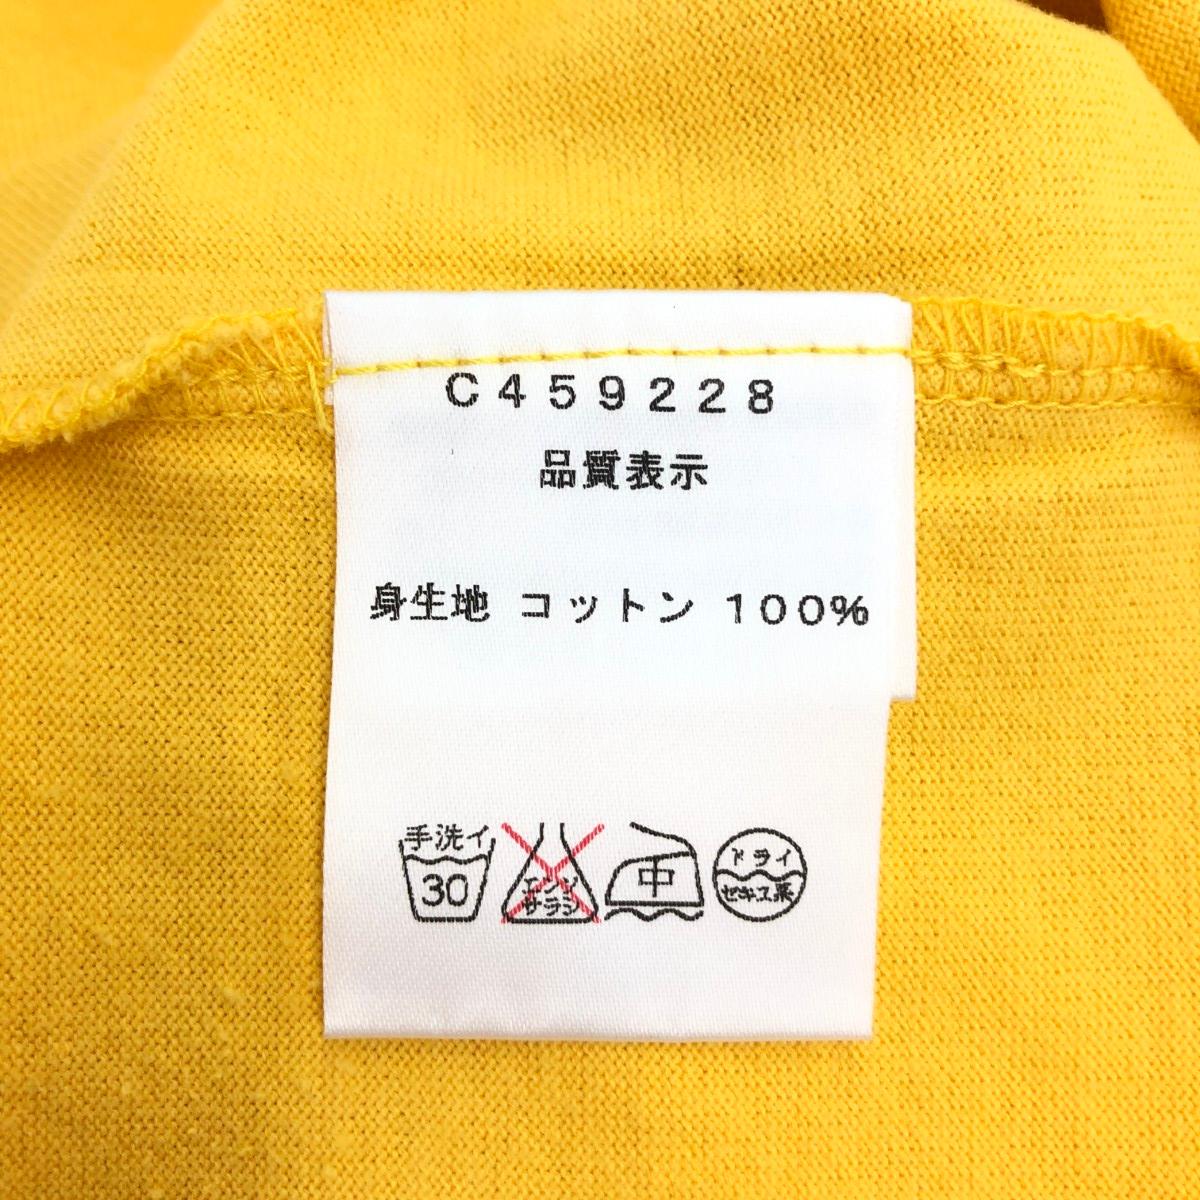 C459228
品質表示
身生地 コットン 100%
手洗イ
30
エンソ
サラシ
中
ドライ
セキユ系